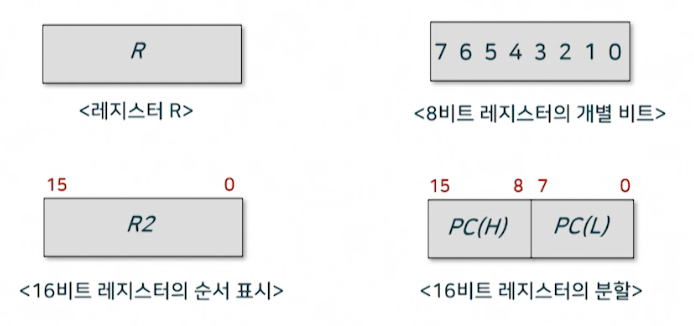 R
7 6 5 4 3 2 1 0
<레지스터 R>
<8비트 레지스터의 개별 비트>
15 0
R2
<16비트 레지스터의 순서 표시>
15 8 7 0
PC(H) PC(L)
<16비트 레지스터의 분할>